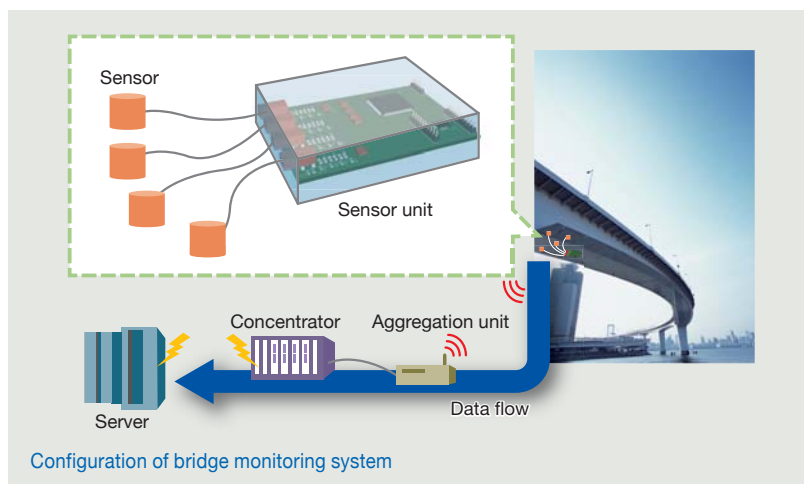 Sensor
Sensor unit
Concentrator
Aggregation unit
Server
Data flow
Configuration of bridge monitoring system